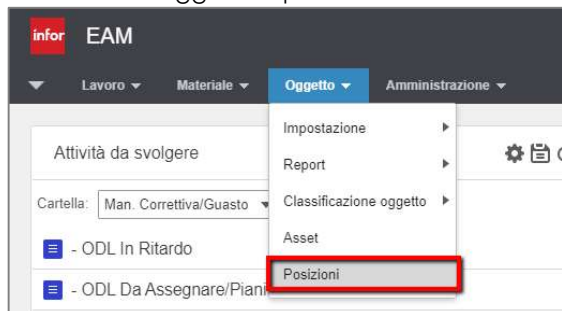 infor EAM
Lavoro Materiale Oggetto Amministrazione
Impostazione
Attività da svolgere
Report
Cartella: Man. Correttiva/Guasto
Classificazione oggetto
- ODL In Ritardo
Asset
Posizioni
- ODL Da Assegnare/Piani